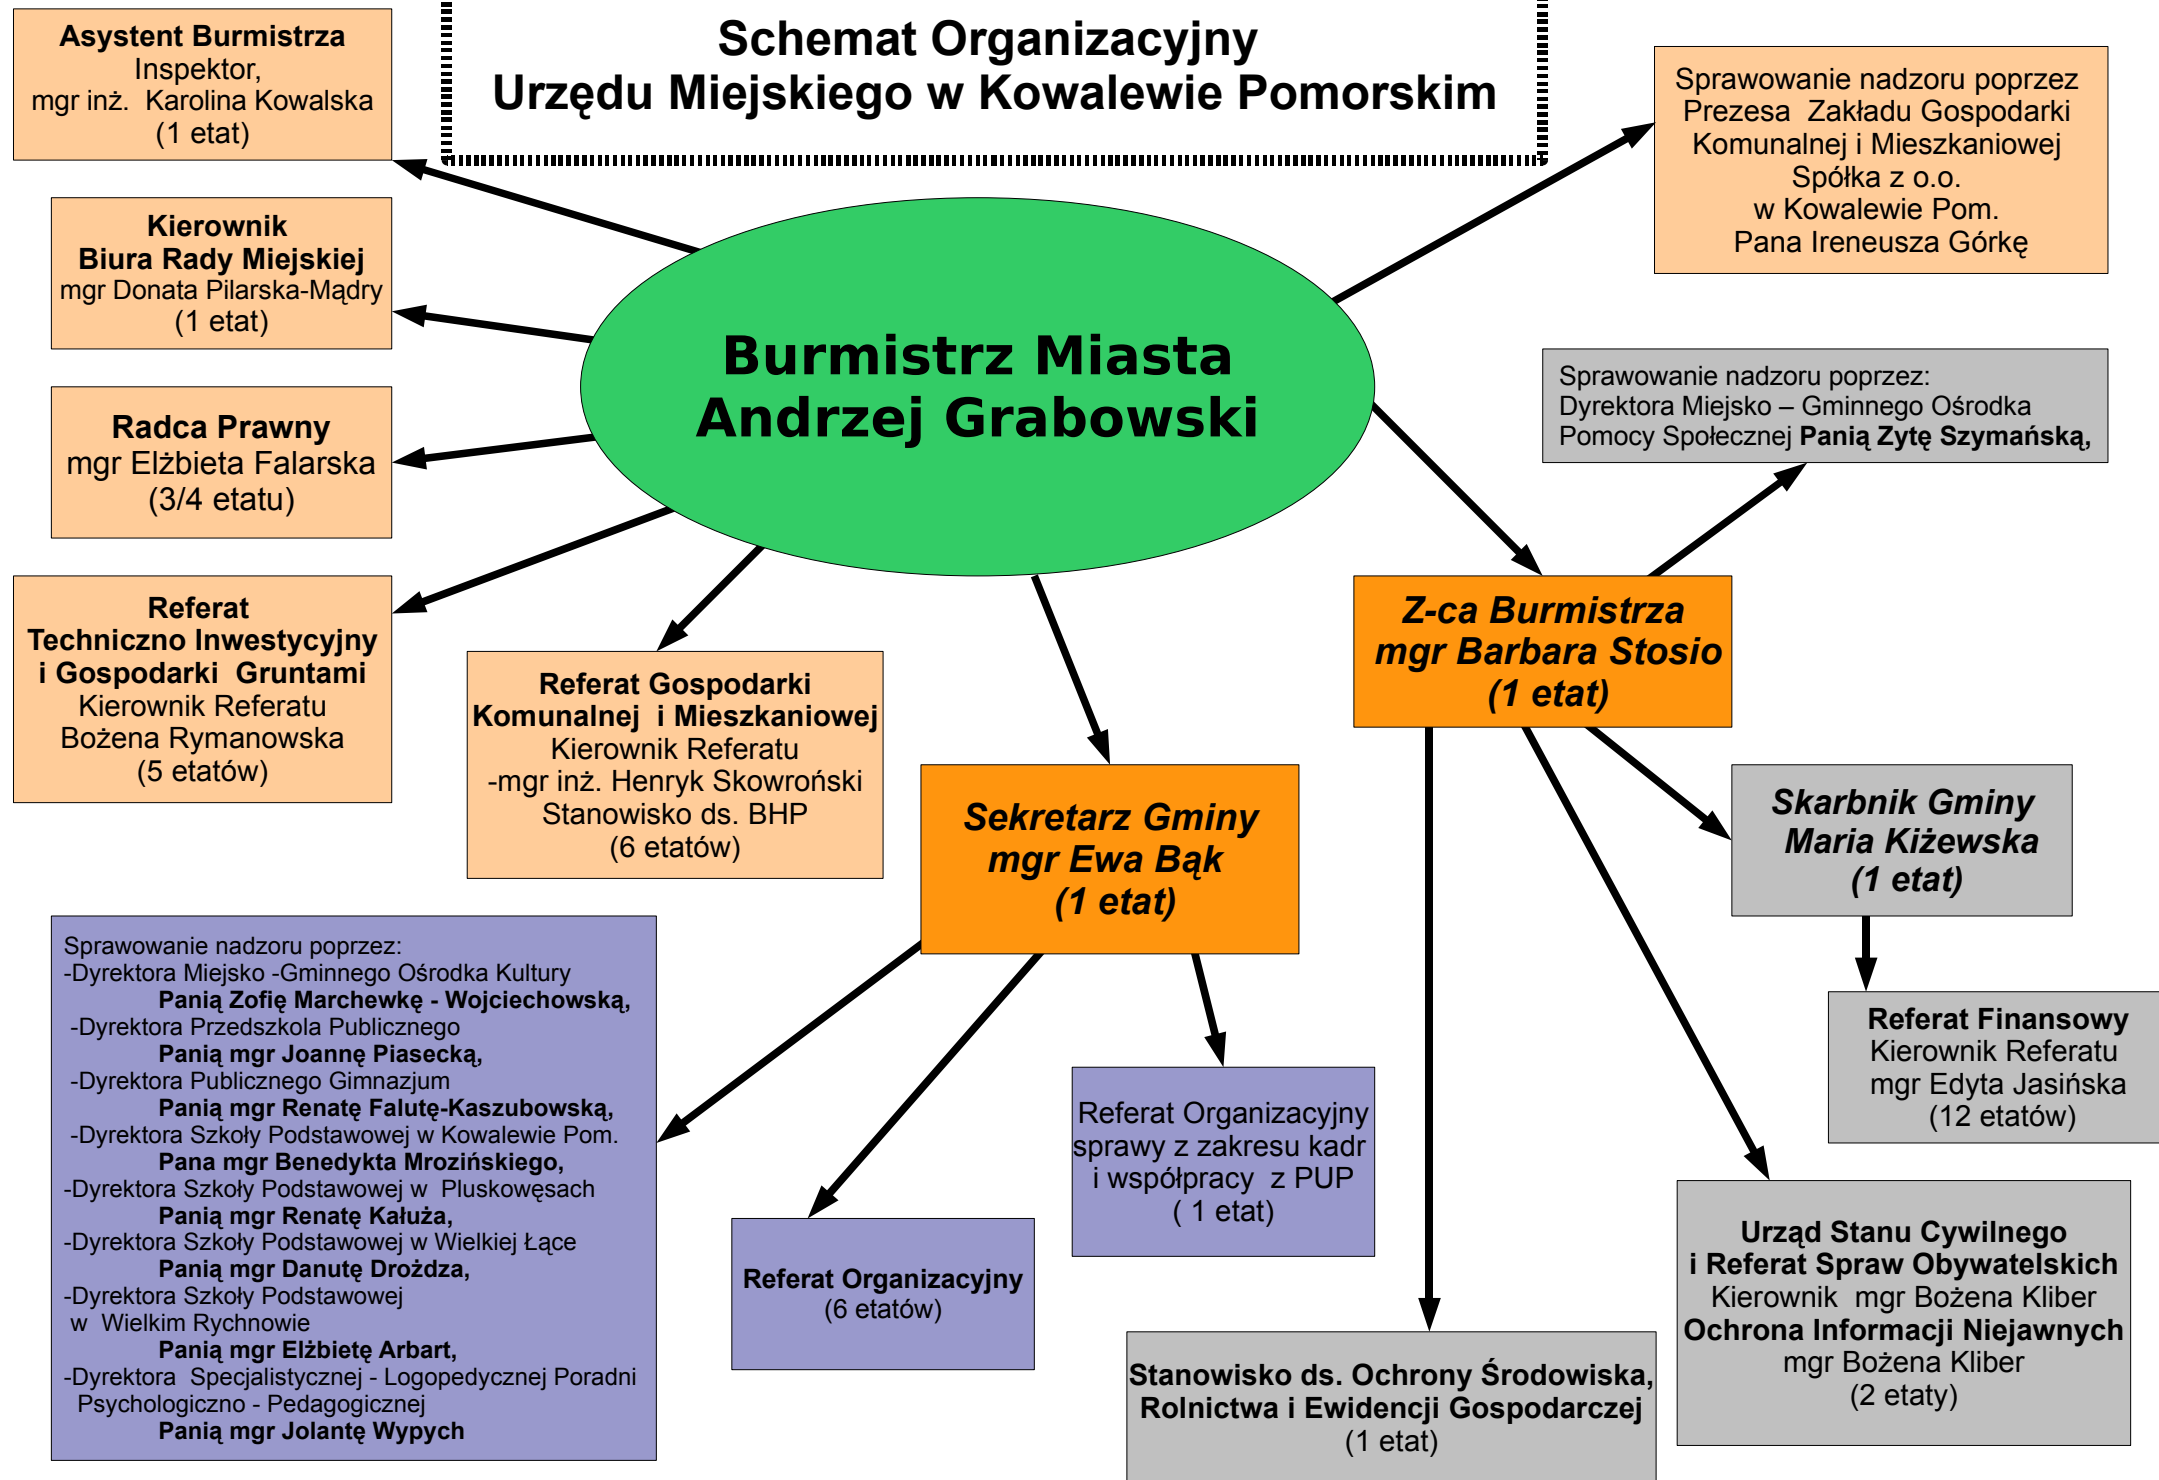 Schemat Organizacyjny
Urzędu Miejskiego w Kowalewie Pomorskim
Asystent Burmistrza
Inspektor,
mgr inż. Karolina Kowalska
(1 etat)
Kierownik
Biura Rady Miejskiej
mgr Donata Pilarska-Mądry
(1 etat)
Radca Prawny
mgr Elżbieta Falarska
(3/4 etatu)
Referat
Techniczno Inwestycyjny
i Gospodarki Gruntami
Kierownik Referatu
Bożena Rymanowska
(5 etatów)
Burmistrz Miasta
Andrzej Grabowski
Sprawowanie nadzoru poprzez
Prezesa Zakładu Gospodarki
Komunalnej i Mieszkaniowej
Spółka z o.o.
w Kowalewie Pom.
Pana Ireneusza Górkę
Sprawowanie nadzoru poprzez:
Dyrektora Miejsko – Gminnego Ośrodka
Pomocy Społecznej Panią Zytę Szymańską,
Referat Gospodarki
Komunalnej i Mieszkaniowej
Kierownik Referatu
-mgr inż. Henryk Skowroński
Stanowisko ds. BHP
(6 etatów)
Sekretarz Gminy
mgr Ewa Bąk
(1 etat)
Z-ca Burmistrza
mgr Barbara Stosio
(1 etat)
Skarbnik Gminy
Maria Kiżewska
(1 etat)
Referat Finansowy
Kierownik Referatu
mgr Edyta Jasińska
(12 etatów)
Sprawowanie nadzoru poprzez:
-Dyrektora Miejsko -Gminnego Ośrodka Kultury
Panią Zofię Marchewkę - Wojciechowską,
-Dyrektora Przedszkola Publicznego
Panią mgr Joannę Piasecką,
-Dyrektora Publicznego Gimnazjum
Panią mgr Renatę Falutę-Kaszubowską,
-Dyrektora Szkoły Podstawowej w Kowalewie Pom.
Pana mgr Benedykta Mrozińskiego,
-Dyrektora Szkoły Podstawowej w Pluskowęsach
Panią mgr Renatę Kałuża,
-Dyrektora Szkoły Podstawowej w Wielkiej Łące
Panią mgr Danutę Drożdza,
-Dyrektora Szkoły Podstawowej
w Wielkim Rychnowie
Panią mgr Elżbietę Arbart,
-Dyrektora Specjalistycznej - Logopedycznej Poradni
Psychologiczno - Pedagogicznej
Panią mgr Jolantę Wypych
Referat Organizacyjny
(6 etatów)
Referat Organizacyjny
sprawy z zakresu kadr
i współpracy z PUP
( 1 etat)
Stanowisko ds. Ochrony Środowiska,
Rolnictwa i Ewidencji Gospodarczej
(1 etat)
Urząd Stanu Cywilnego
i Referat Spraw Obywatelskich
Kierownik mgr Bożena Kliber
Ochrona Informacji Niejawnych
mgr Bożena Kliber
(2 etaty)